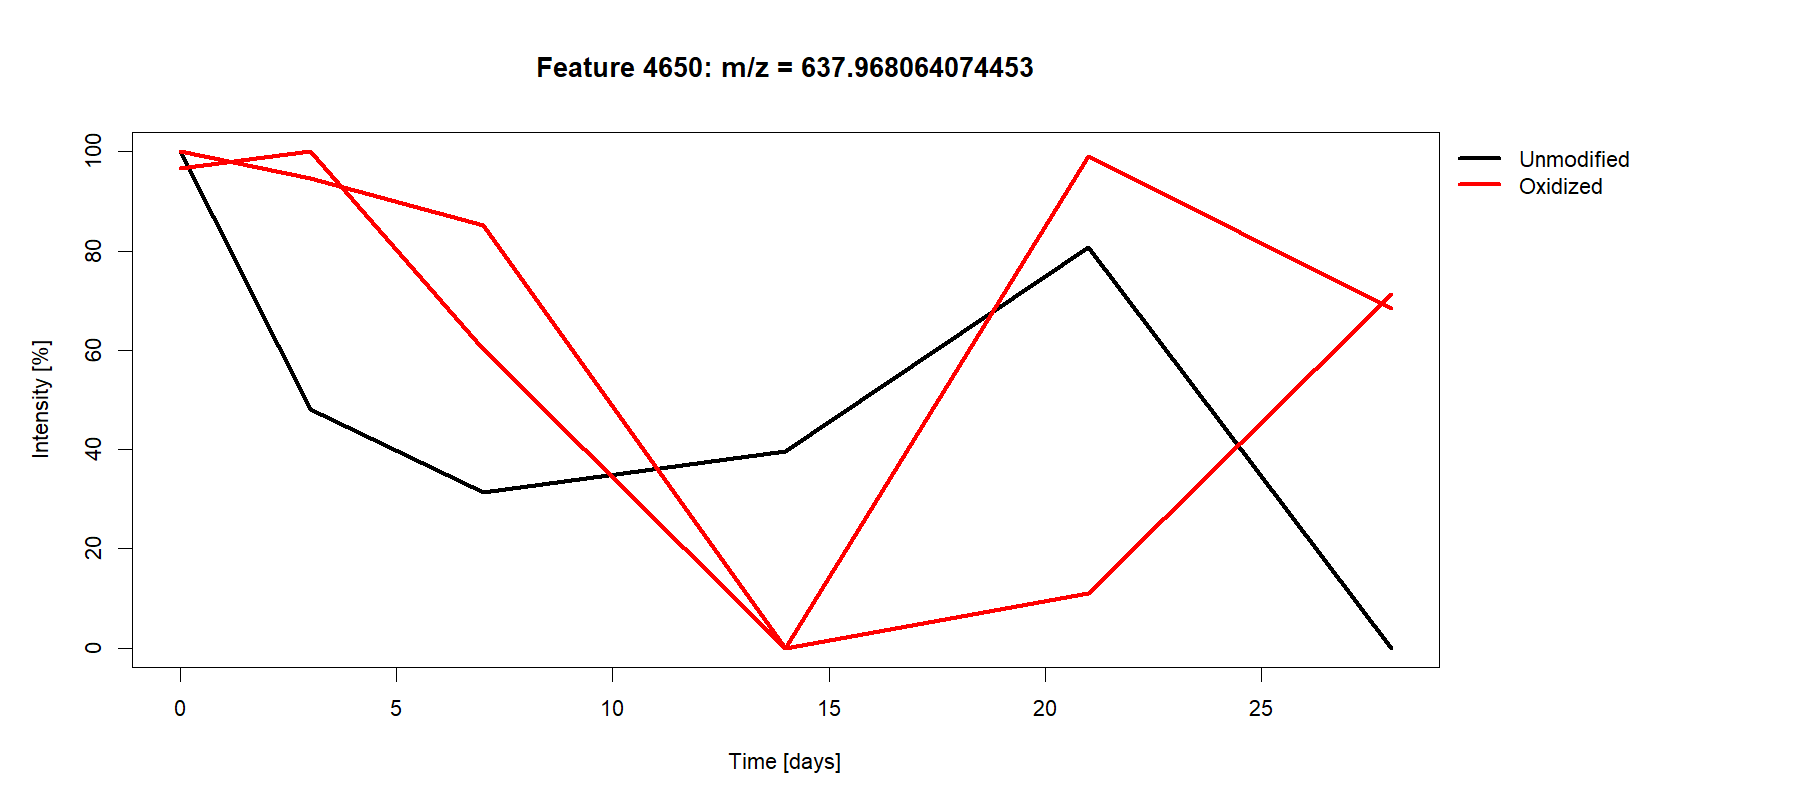 Feature 4650: m/z = 637.968064074453
Unmodified
Oxidized
Intensity [%]
100
80
60
40
20
0
0 5 10 15 20 25
Time [days]